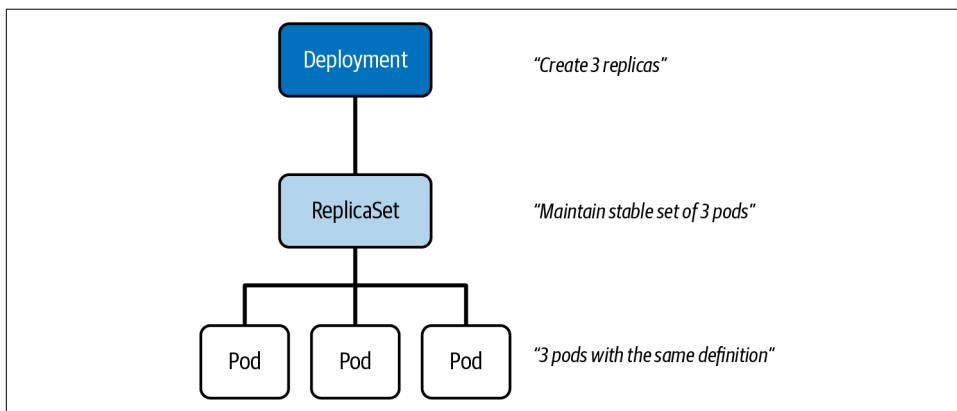 Deployment
“Create 3 replicas”
ReplicaSet
“Maintain stable set of 3 pods”
Pod Pod Pod
“3 pods with the same definition”